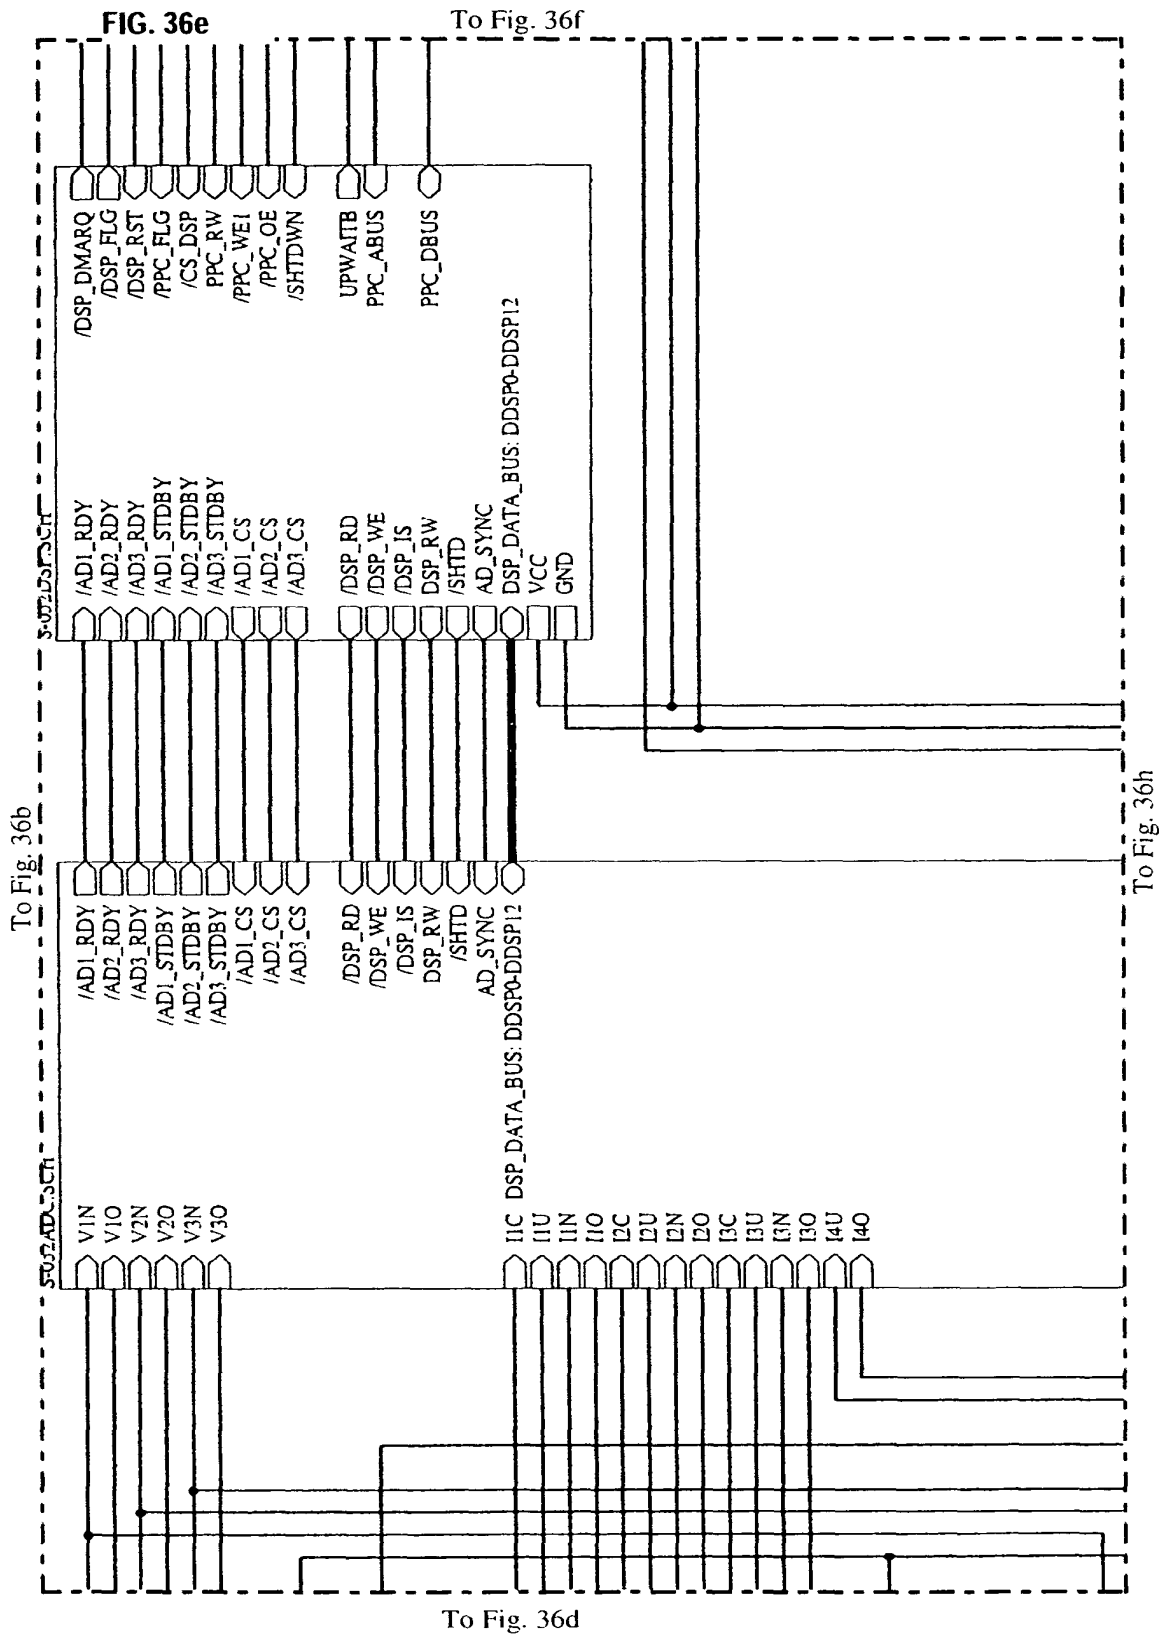 FIG. 36e
To Fig. 36f
/DSP_DMARQ
/DSP_FLG
/DSP_RST
/PPC_FLG
/CS_DSP
PPC_RW
/PPC_WE1
/PPC_OE
/SHTDWN
UPWAITB
PPC_ABUS
PPC_DBUS
S-032DSP.SCH
/AD1_RDY
/AD2_RDY
/AD3_RDY
/AD1_STDBY
/AD2_STDBY
/AD3_STDBY
/AD1_CS
/AD2_CS
/AD3_CS
/DSP_RD
/DSP_WE
/DSP_IS
DSP_RW
/SHTD
AD_SYNC
DSP_DATA_BUS: DDSP0-DDSP12
VCC
GND
To Fig. 36b
To Fig. 36h
/AD1_RDY
/AD2_RDY
/AD3_RDY
/AD1_STDBY
/AD2_STDBY
/AD3_STDBY
/AD1_CS
/AD2_CS
/AD3_CS
/DSP_RD
/DSP_WE
/DSP_IS
DSP_RW
/SHTD
AD_SYNC
DSP_DATA_BUS: DDSP0-DDSP12
S-032ADC.SCH
V1N
V1O
V2N
V2O
V3N
V3O
I1C
I1U
I1N
I1O
I2C
I2U
I2N
I2O
I3C
I3U
I3N
I3O
I4U
I4O
To Fig. 36d